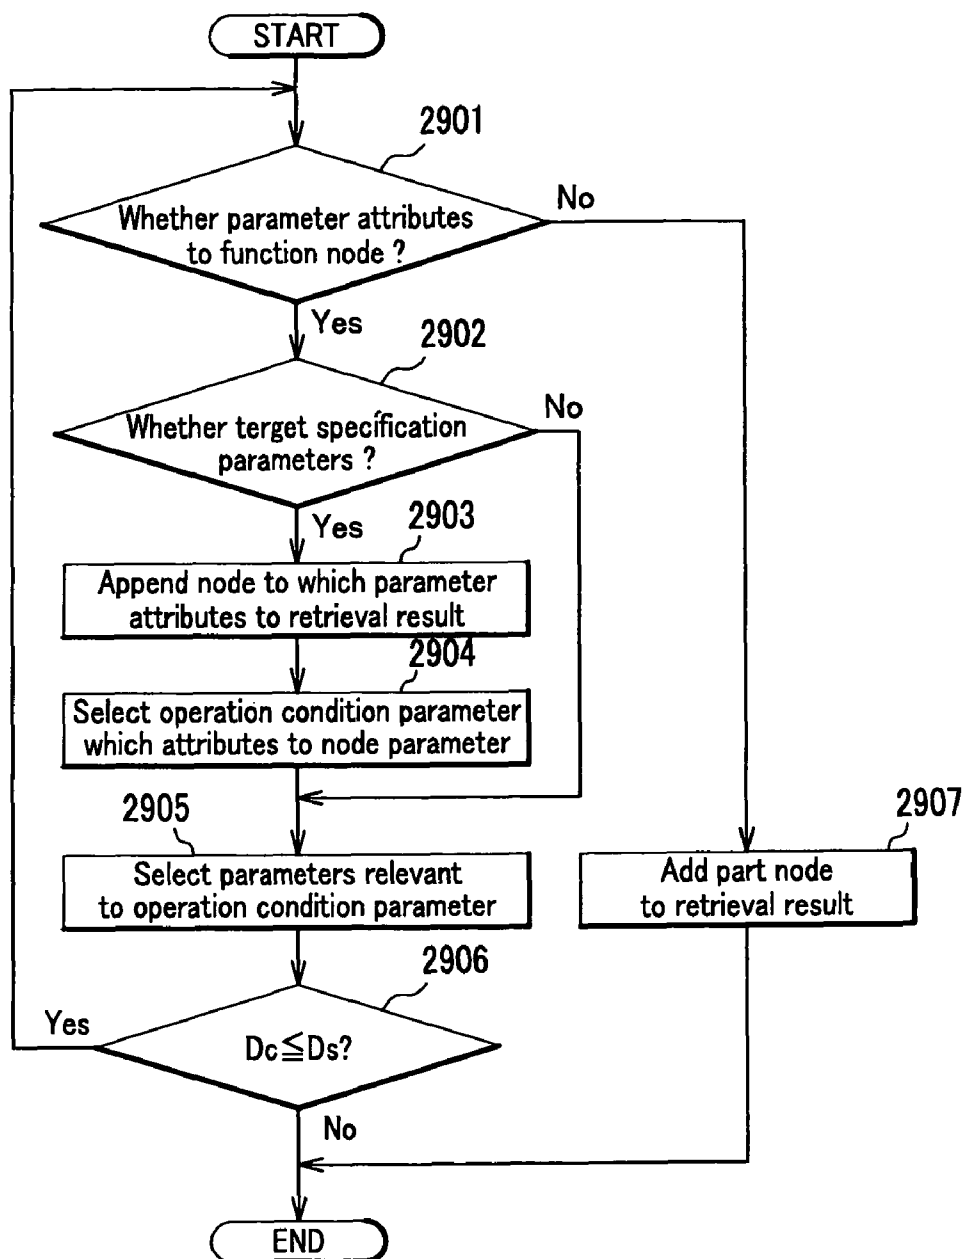 START
2901
Whether parameter attributes
to function node ?
No
Yes
2902
Whether terget specification
parameters ?
No
Yes
2903
Append node to which parameter
attributes to retrieval result
2904
Select operation condition parameter
which attributes to node parameter
2905
Select parameters relevant
to operation condition parameter
2907
Add part node
to retrieval result
2906
Dc≦Ds?
Yes
No
END